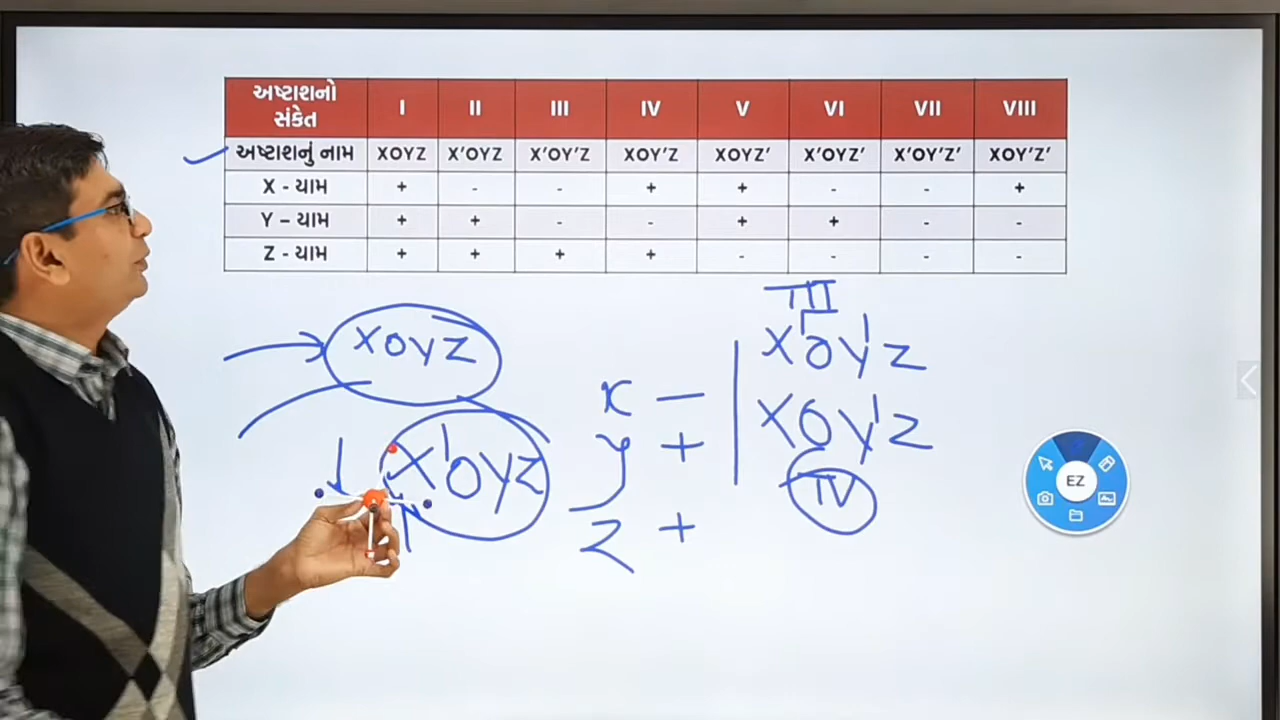 અષ્ટાશનો સંકેત I II III IV V VI VII VIII
અષ્ટાશનું નામ XOYZ X'OYZ X'OY'Z XOY'Z XOYZ' X'OYZ' X'OY'Z' XOY'Z'
X - યામ + - - + + - - +
Y – યામ + + - - + + - -
Z - યામ + + + + - - - -
XOYZ
X'OYZ
x –
y +
z +
III
X'OY'Z
XOY'Z
IV
EZ